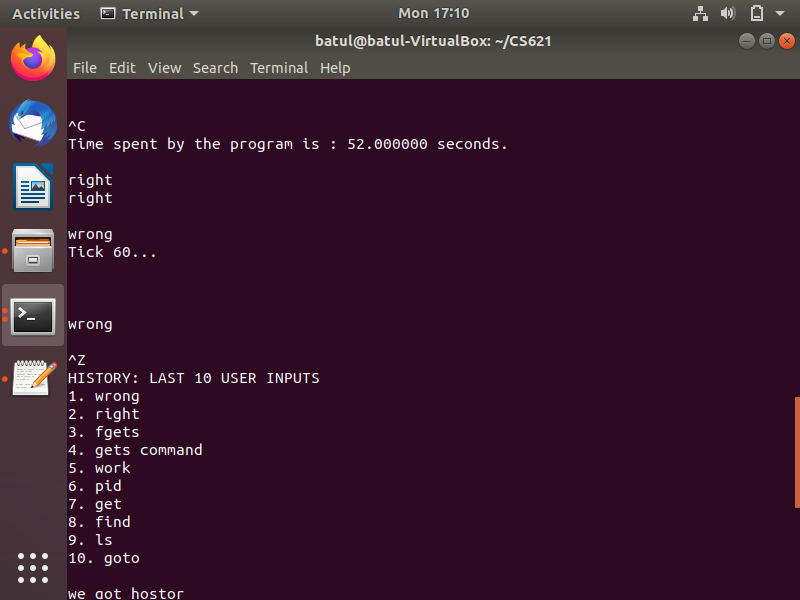 Activities Terminal Mon 17:10
batul@batul-VirtualBox: ~/CS621
File Edit View Search Terminal Help
^C
Time spent by the program is : 52.000000 seconds.
right
right
wrong
Tick 60...
wrong
^Z
HISTORY: LAST 10 USER INPUTS
1. wrong
2. right
3. fgets
4. gets command
5. work
6. pid
7. get
8. find
9. ls
10. goto
we got hostor